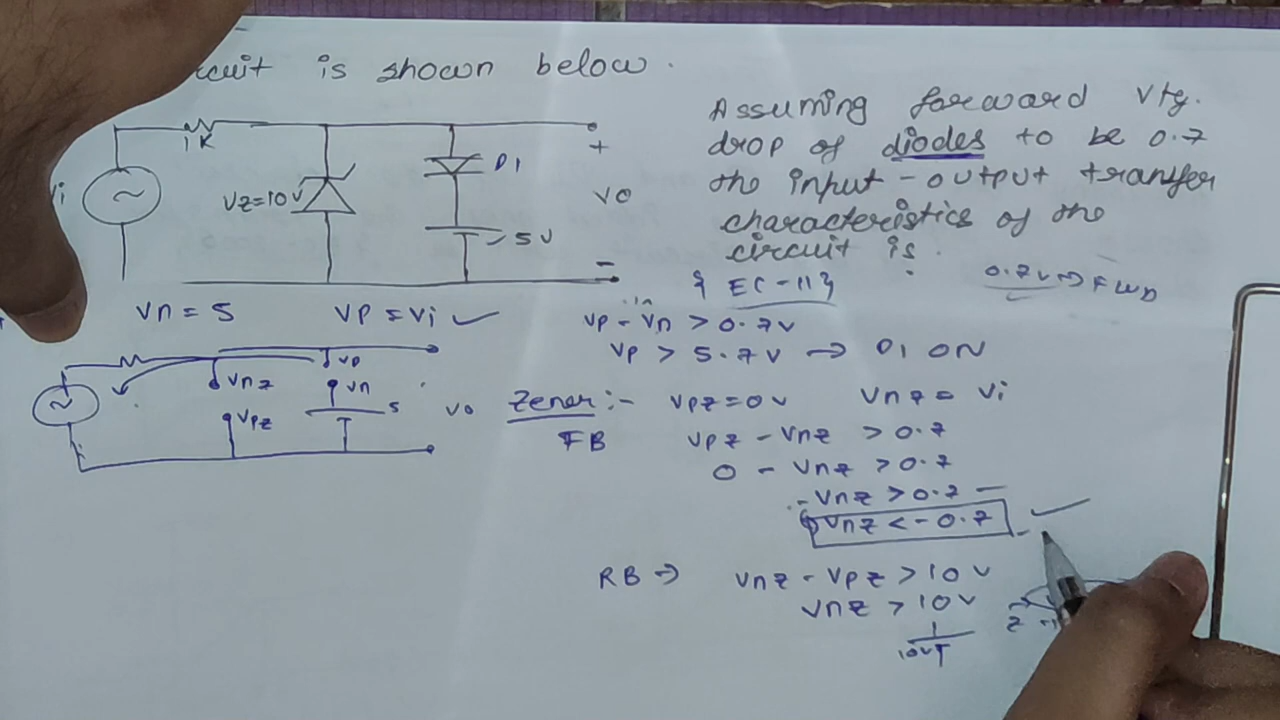 is shown below.
Assuming forward Vtg.
drop of diodes to be 0.7
the input-output transfer
characteristics of the
circuit is.
{ EC-11}
0.7V → FWD
1K
Vz=10V
D1
5V
+
Vo
-
Vn = 5 Vp = Vi ✓
Vp - Vn > 0.7V
Vp > 5.7V → D1 ON
Vnz
Vp
Vn
Vpz
5
Vo
Zener :- Vpz=0V Vnz = Vi
FB Vpz - Vnz > 0.7
0 - Vnz > 0.7
-Vnz > 0.7
Vnz < -0.7
RB → Vnz - Vpz > 10V
Vnz > 10V